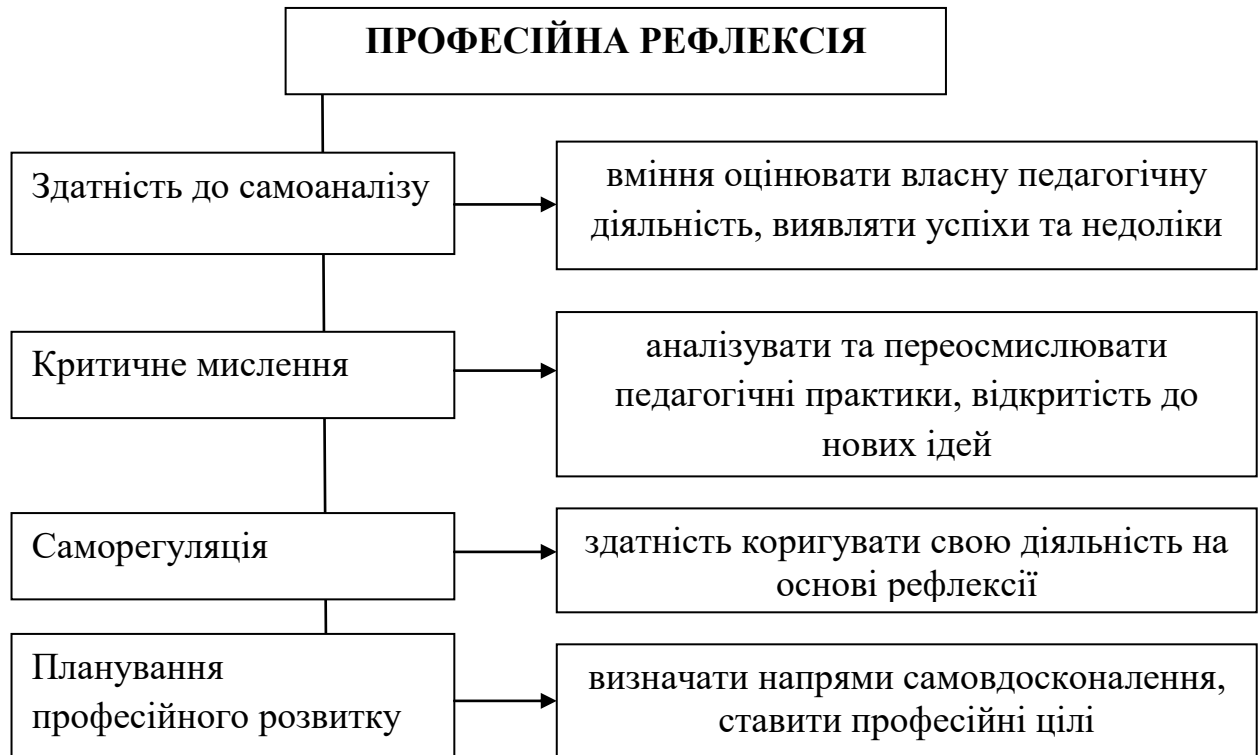 ПРОФЕСІЙНА РЕФЛЕКСІЯ
Здатність до самоаналізу
вміння оцінювати власну педагогічну
діяльність, виявляти успіхи та недоліки
Критичне мислення
аналізувати та переосмислювати
педагогічні практики, відкритість до
нових ідей
Саморегуляція
здатність коригувати свою діяльність на
основі рефлексії
Планування
професійного розвитку
визначати напрями самовдосконалення,
ставити професійні цілі